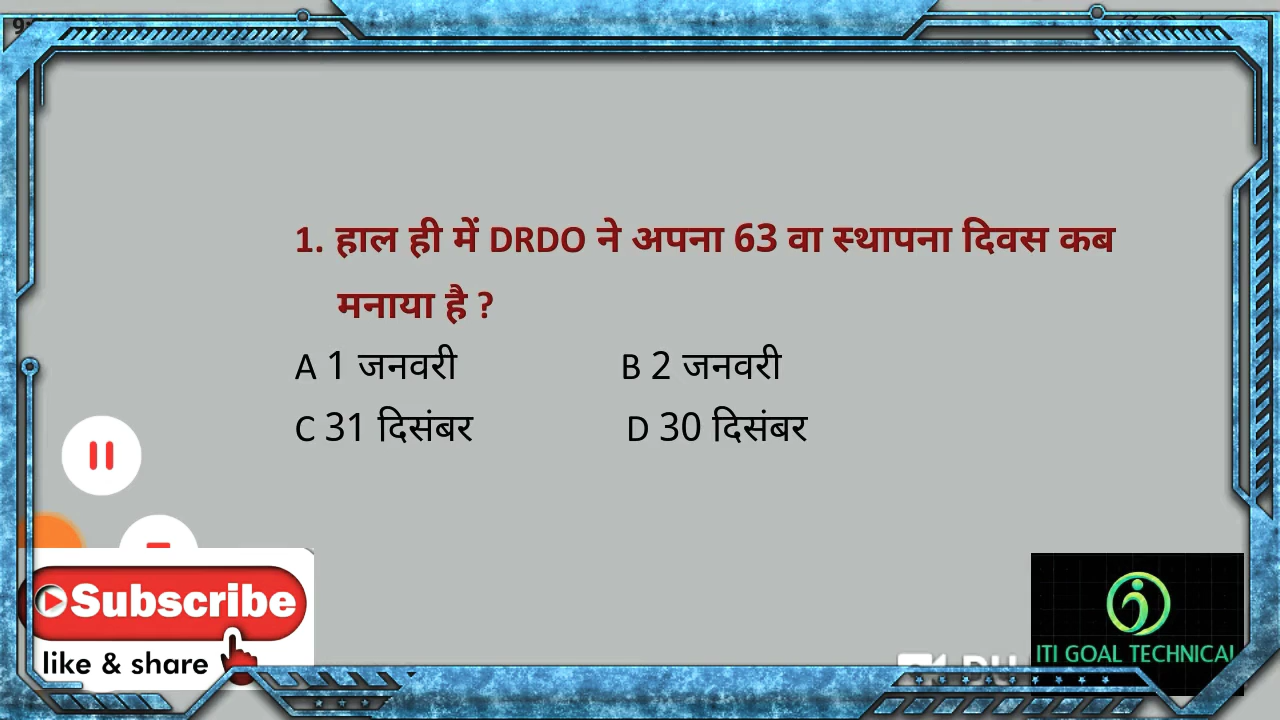 1. हाल ही में DRDO ने अपना 63 वा स्थापना दिवस कब
मनाया है ?
A 1 जनवरी B 2 जनवरी
C 31 दिसंबर D 30 दिसंबर
Subscribe
like & share
ITI GOAL TECHNICAL